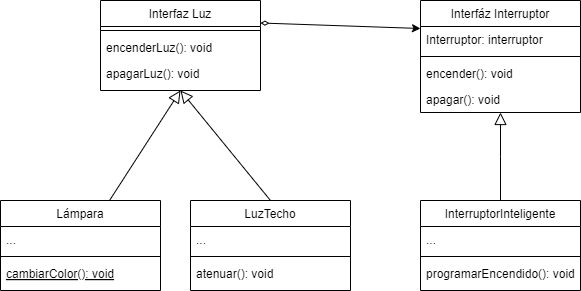 Interfaz Luz
encenderLuz(): void
apagarLuz(): void
Interfáz Interruptor
Interruptor: interruptor
encender(): void
apagar(): void
Lámpara
...
cambiarColor(): void
LuzTecho
...
atenuar(): void
InterruptorInteligente
...
programarEncendido(): void